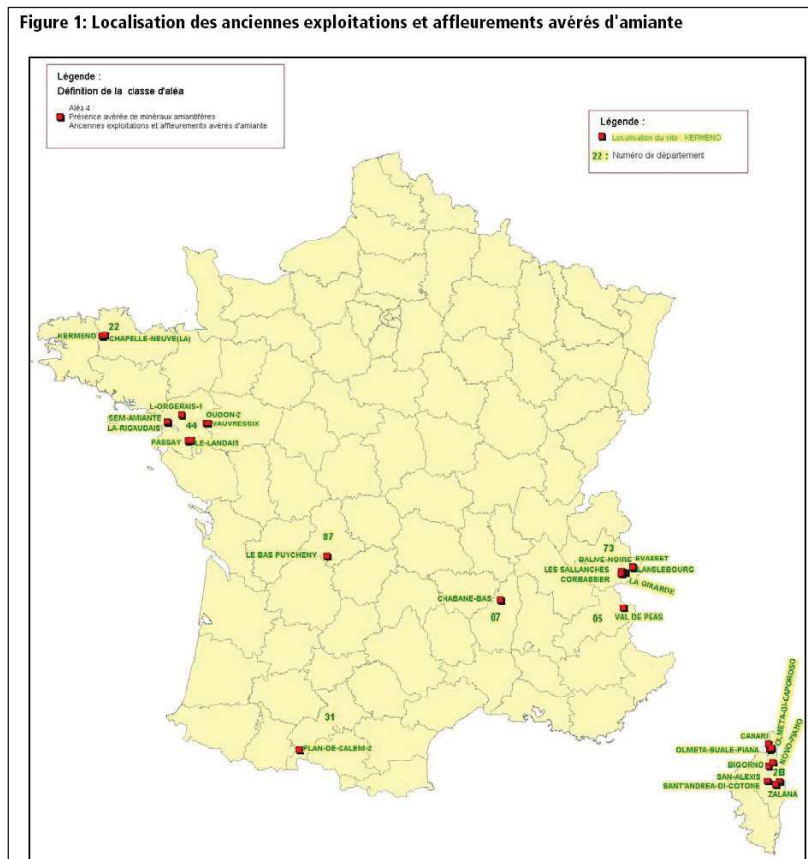 Figure 1: Localisation des anciennes exploitations et affleurements avérés d'amiante
Légende :
Définition de la classe d'aléa
Aléa 4 :
Présence avérée de minéraux amiantifères
Anciennes exploitations et affleurements avérés d'amiante
Légende :
Localisation du site : KERMENO
22 : Numéro de département
22
KERMENO
CHAPELLE-NEUVE(LA)
L-ORGERAIS-1
OUDON-2
SEM-AMIANTE
VAUVRESSIX
LA-RICAUDAIS
44
PASSAY
LE-LANDAIS
87
LE BAS PUYCHENY
73
BALME-NOIRE
EVASSET
LES SALLANCHES
LANSLEBOURG
CORBASSIER
LA GIRARDE
CHABANE-BAS
07
05
VAL DE PEAS
31
PLAN-DE-CALEM-2
CANARI
OLMETA-DI-CAPOROSO
OLMETA-SUALE-PIANA
NOVO-PIANO
BIGORNO
2B
SAN-ALEXIS
SANT'ANDREA-DI-COTONE
ZALANA